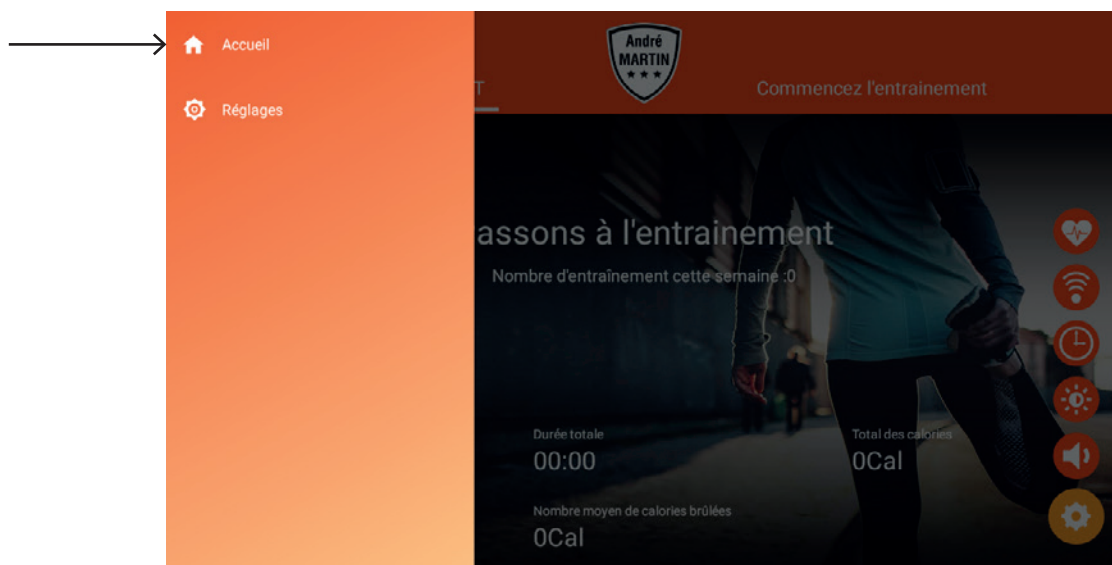 Accueil
Réglages
André
MARTIN
T
Commencez l'entrainement
assons à l'entrainement
Nombre d'entraînement cette semaine :0
Durée totale
00:00
Total des calories
0Cal
Nombre moyen de calories brûlées
0Cal